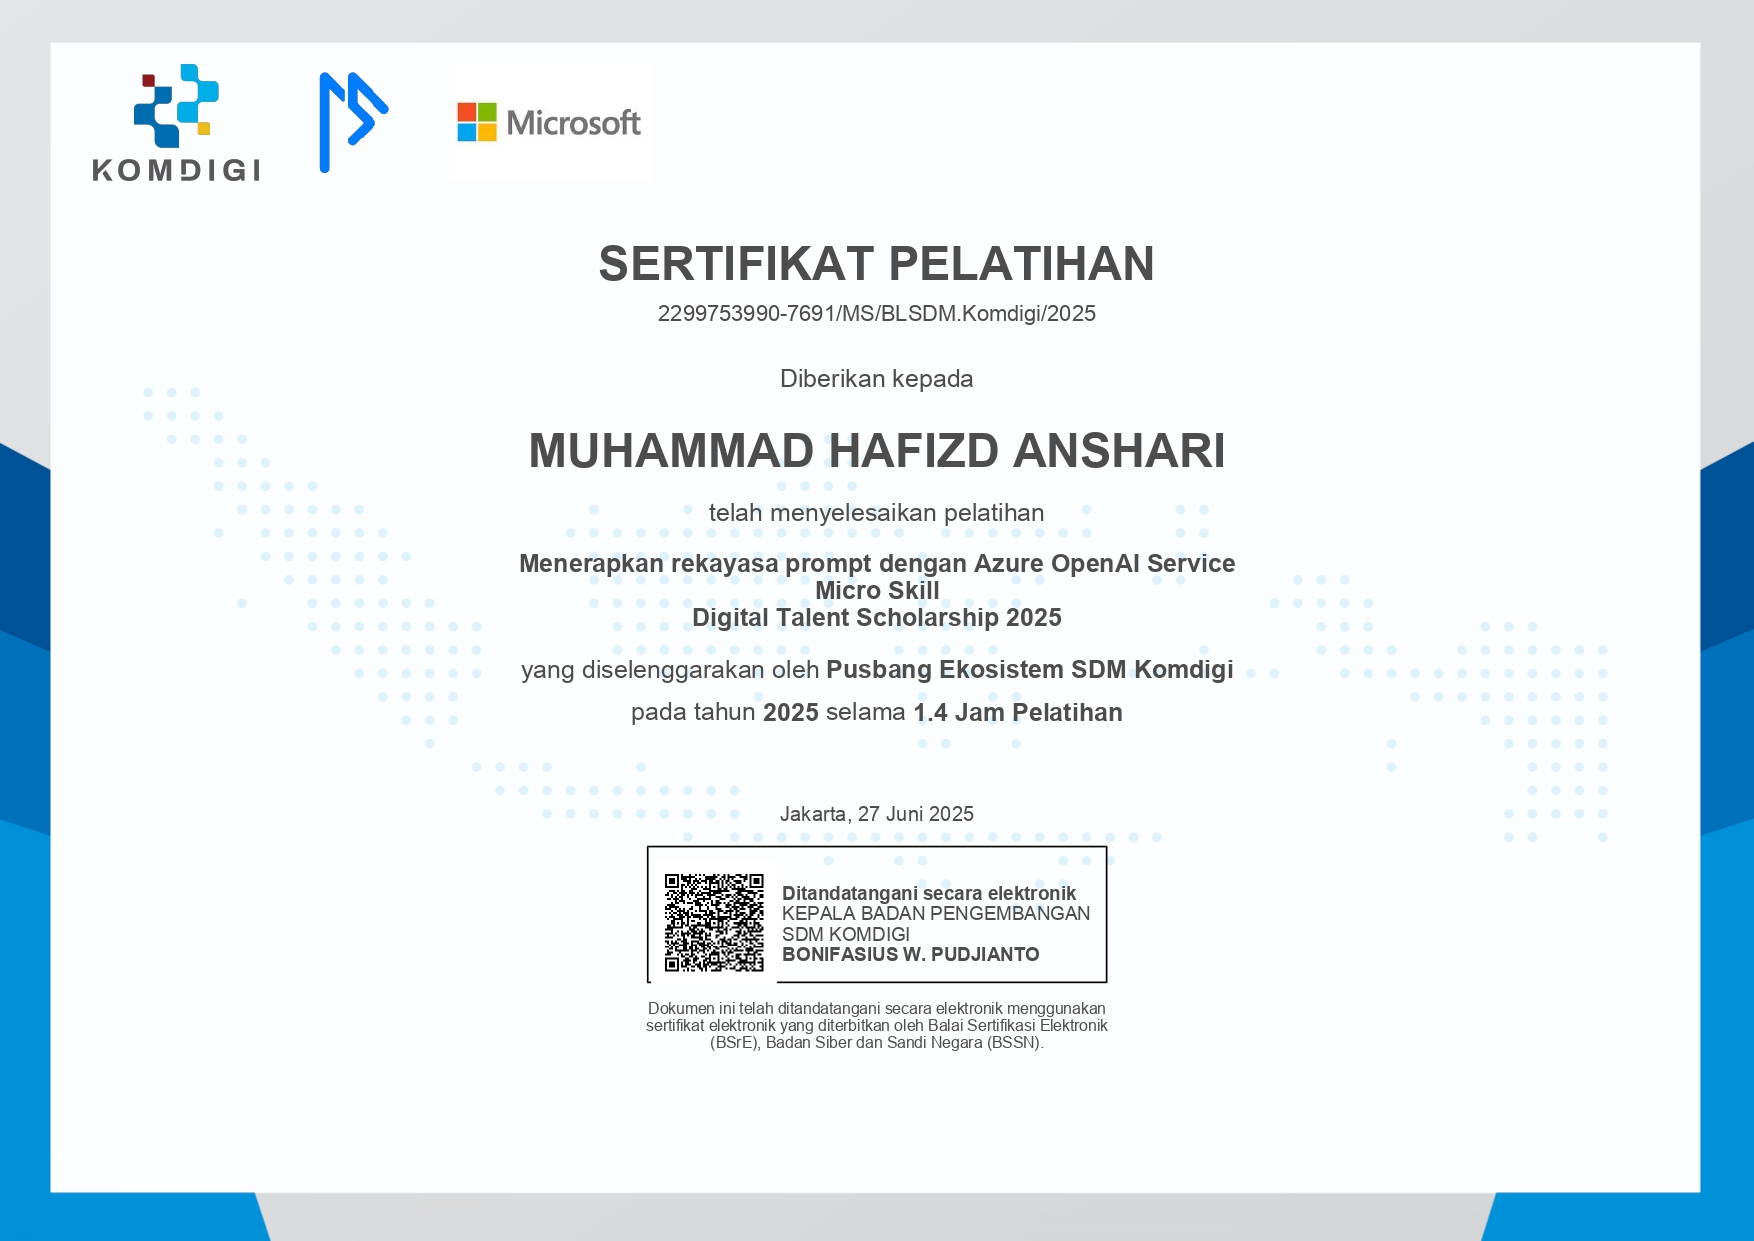 KOMDIGI
Microsoft
SERTIFIKAT PELATIHAN
2299753990-7691/MS/BLSDM.Komdigi/2025
Diberikan kepada
MUHAMMAD HAFIZD ANSHARI
telah menyelesaikan pelatihan
Menerapkan rekayasa prompt dengan Azure OpenAI Service
Micro Skill
Digital Talent Scholarship 2025
yang diselenggarakan oleh Pusbang Ekosistem SDM Komdigi
pada tahun 2025 selama 1.4 Jam Pelatihan
Jakarta, 27 Juni 2025
Ditandatangani secara elektronik
KEPALA BADAN PENGEMBANGAN
SDM KOMDIGI
BONIFASIUS W. PUDJIANTO
Dokumen ini telah ditandatangani secara elektronik menggunakan
sertifikat elektronik yang diterbitkan oleh Balai Sertifikasi Elektronik
(BSrE), Badan Siber dan Sandi Negara (BSSN).